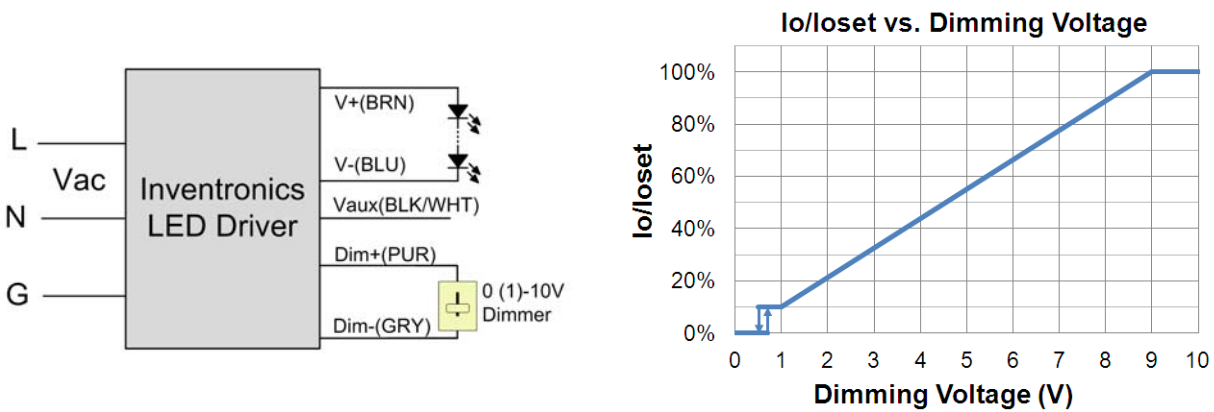 L
Vac
N
G
Inventronics
LED Driver
V+(BRN)
V-(BLU)
Vaux(BLK/WHT)
Dim+(PUR)
0 (1)-10V
Dimmer
Dim-(GRY)
Io/Ioset vs. Dimming Voltage
Io/Ioset
100%
80%
60%
40%
20%
0%
0 1 2 3 4 5 6 7 8 9 10
Dimming Voltage (V)